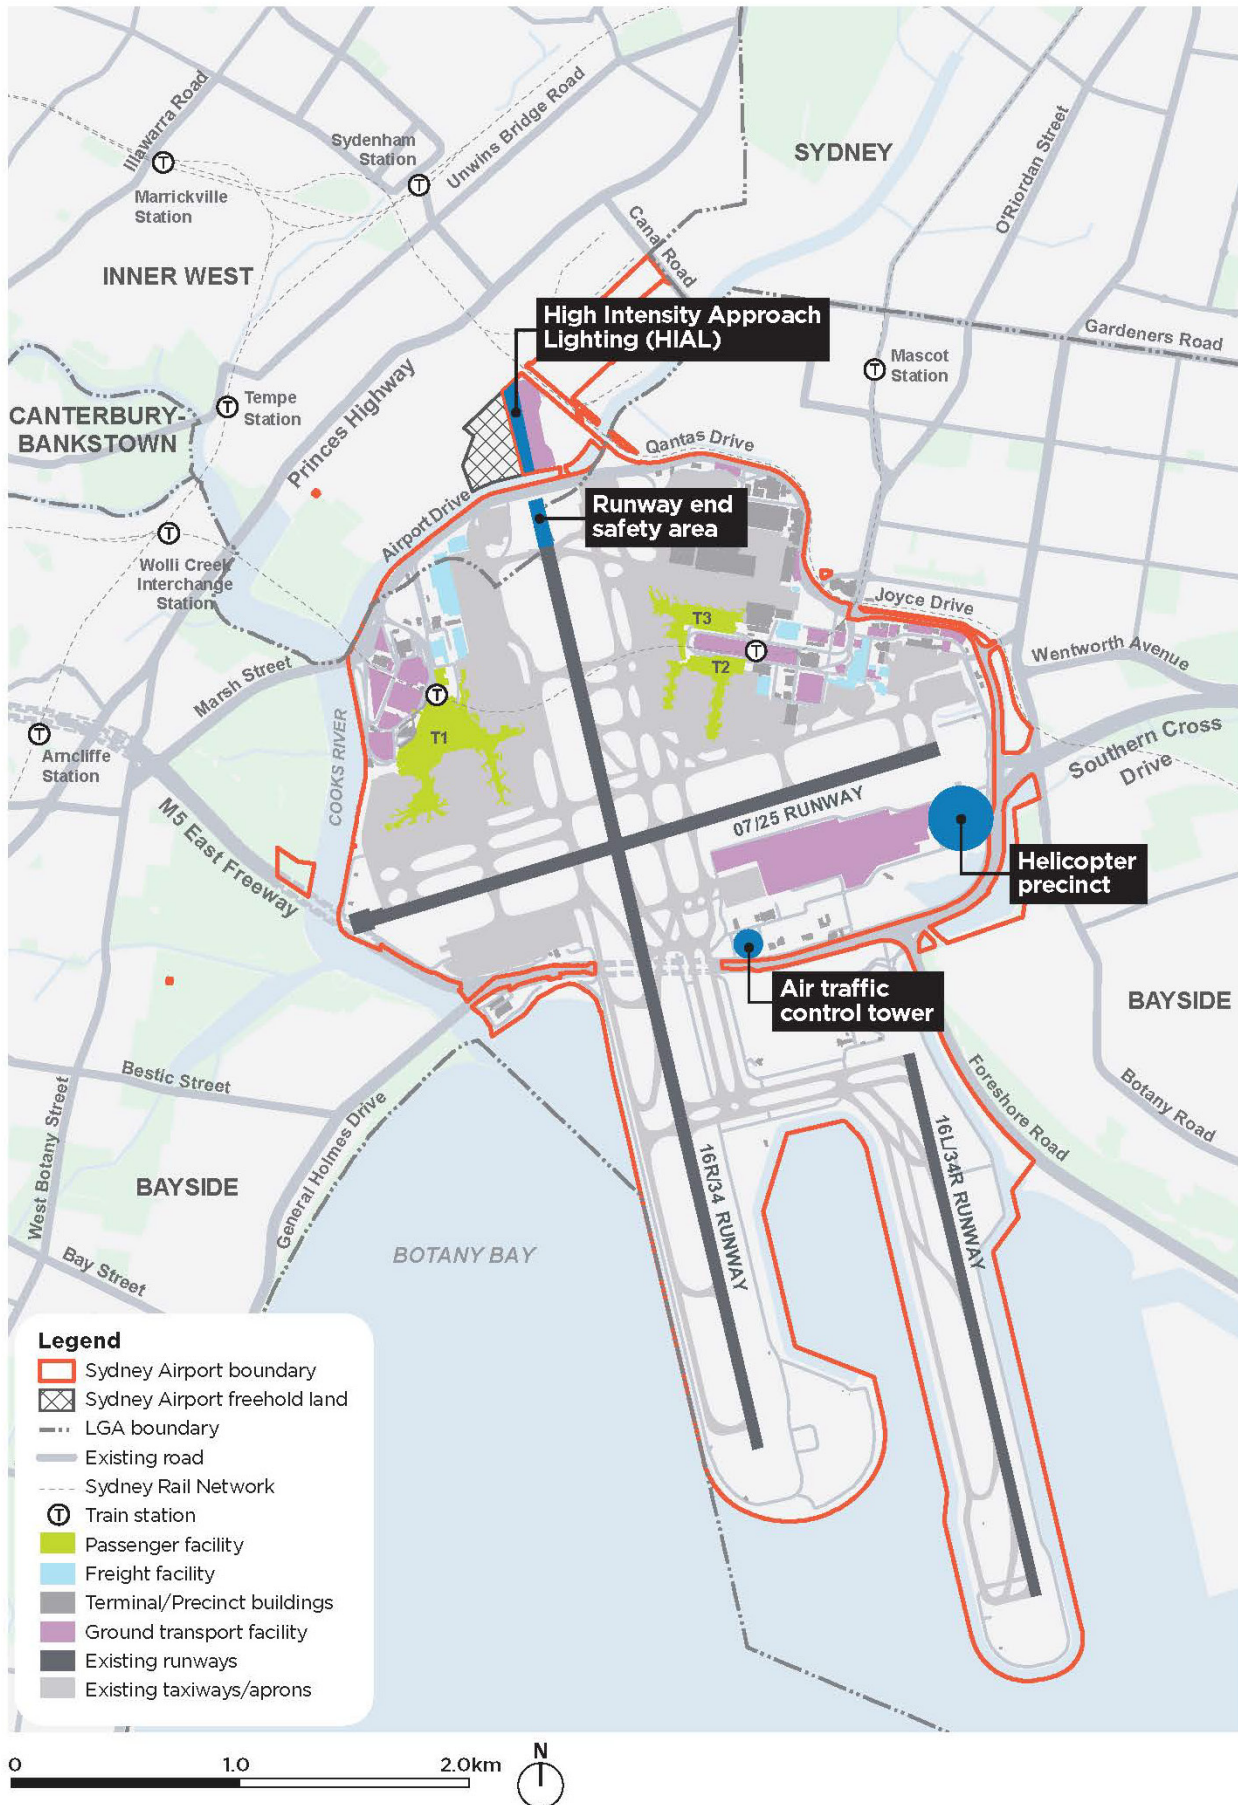 Illawarra Road
Sydenham
Station
Unwins Bridge Road
SYDNEY
O'Riordan Street
Marrickville
Station
Canal Road
INNER WEST
High Intensity Approach
Lighting (HIAL)
Gardeners Road
Mascot
Station
Tempe
Station
CANTERBURY-
BANKSTOWN
Princes Highway
Qantas Drive
Runway end
safety area
Airport Drive
Wolli Creek
Interchange
Station
Joyce Drive
T3
T2
Wentworth Avenue
Marsh Street
T1
Southern Cross
Drive
Arncliffe
Station
COOKS RIVER
07/25 RUNWAY
M5 East Freeway
Helicopter
precinct
Air traffic
control tower
BAYSIDE
Bestic Street
West Botany Street
General Holmes Drive
Foreshore Road
Botany Road
16R/34 RUNWAY
16L/34R RUNWAY
BAYSIDE
BOTANY BAY
Bay Street
Legend
Sydney Airport boundary
Sydney Airport freehold land
LGA boundary
Existing road
Sydney Rail Network
T Train station
Passenger facility
Freight facility
Terminal/Precinct buildings
Ground transport facility
Existing runways
Existing taxiways/aprons
0 1.0 2.0km
N